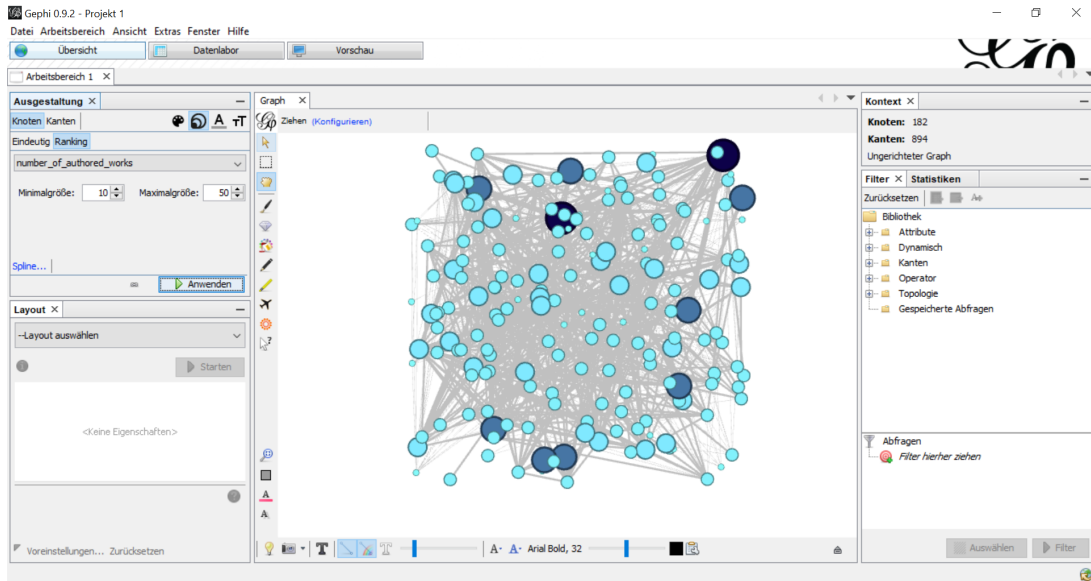 Gephi 0.9.2 - Projekt 1
Datei Arbeitsbereich Ansicht Extras Fenster Hilfe
Übersicht Datenlabor Vorschau
Arbeitsbereich 1
Ausgestaltung
Knoten Kanten
Eindeutig Ranking
number_of_authored_works
Minimalgröße: 10 Maximalgröße: 50
Spline...
Anwenden
Layout
--Layout auswählen
Starten
<Keine Eigenschaften>
Voreinstellungen... Zurücksetzen
Graph
Ziehen (Konfigurieren)
A- A- Arial Bold, 32
Kontext
Knoten: 182
Kanten: 894
Ungerichteter Graph
Filter Statistiken
Zurücksetzen
Bibliothek
Attribute
Dynamisch
Kanten
Operator
Topologie
Gespeicherte Abfragen
Abfragen
Filter hierher ziehen
Auswählen Filter